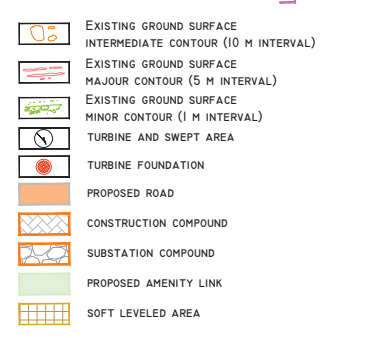 Existing ground surface
intermediate contour (10 m interval)
Existing ground surface
majour contour (5 m interval)
Existing ground surface
minor contour (1 m interval)
turbine and swept area
turbine foundation
proposed road
construction compound
substation compound
proposed amenity link
soft leveled area